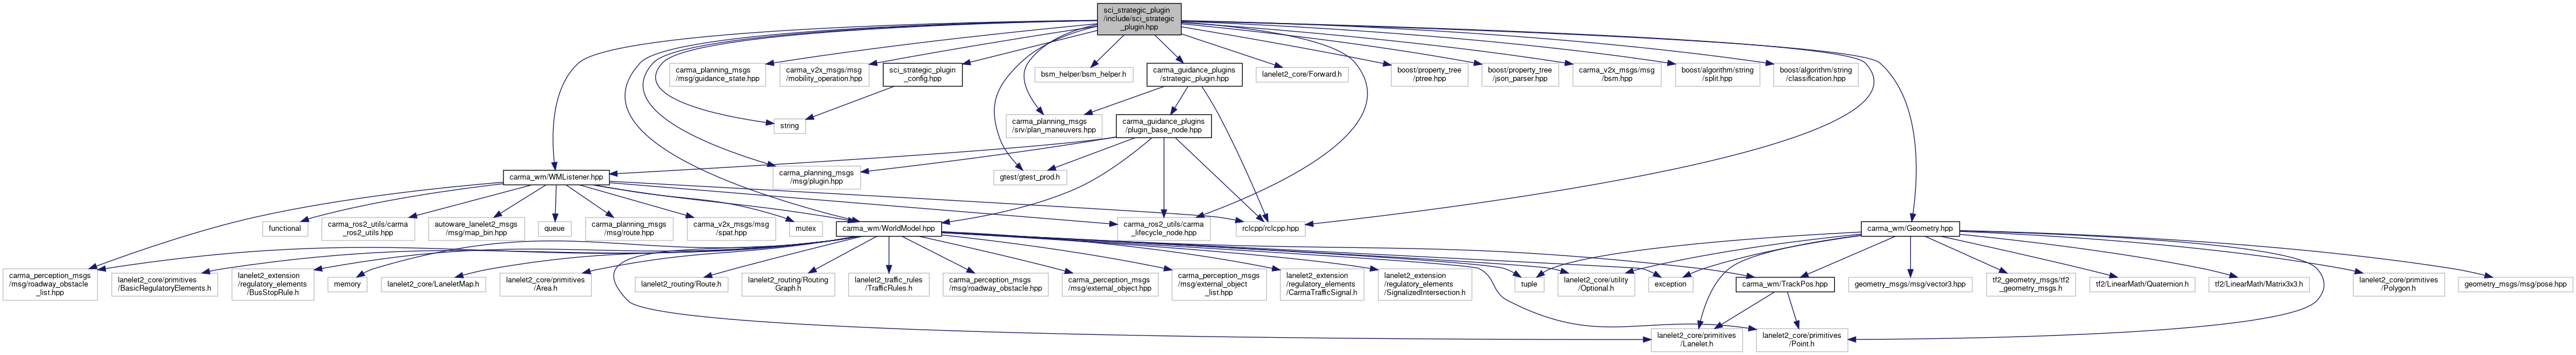 sci_strategic_plugin
/include/sci_strategic
_plugin.hpp
carma_planning_msgs
/msg/guidance_state.hpp
carma_v2x_msgs/msg
/mobility_operation.hpp
sci_strategic_plugin
_config.hpp
bsm_helper/bsm_helper.h
carma_guidance_plugins
/strategic_plugin.hpp
lanelet2_core/Forward.h
boost/property_tree
/ptree.hpp
boost/property_tree
/json_parser.hpp
carma_v2x_msgs/msg
/bsm.hpp
boost/algorithm/string
/split.hpp
boost/algorithm/string
/classification.hpp
string
carma_planning_msgs
/srv/plan_maneuvers.hpp
carma_guidance_plugins
/plugin_base_node.hpp
carma_wm/WMListener.hpp
carma_planning_msgs
/msg/plugin.hpp
gtest/gtest_prod.h
functional
carma_ros2_utils/carma
_ros2_utils.hpp
autoware_lanelet2_msgs
/msg/map_bin.hpp
queue
carma_planning_msgs
/msg/route.hpp
carma_v2x_msgs/msg
/spat.hpp
mutex
carma_wm/WorldModel.hpp
carma_ros2_utils/carma
_lifecycle_node.hpp
rclcpp/rclcpp.hpp
carma_wm/Geometry.hpp
carma_perception_msgs
/msg/roadway_obstacle
_list.hpp
lanelet2_core/primitives
/BasicRegulatoryElements.h
lanelet2_extension
/regulatory_elements
/BusStopRule.h
memory
lanelet2_core/LaneletMap.h
lanelet2_core/primitives
/Area.h
lanelet2_routing/Route.h
lanelet2_routing/Routing
Graph.h
lanelet2_traffic_rules
/TrafficRules.h
carma_perception_msgs
/msg/roadway_obstacle.hpp
carma_perception_msgs
/msg/external_object.hpp
carma_perception_msgs
/msg/external_object
_list.hpp
lanelet2_extension
/regulatory_elements
/CarmaTrafficSignal.h
lanelet2_extension
/regulatory_elements
/SignalizedIntersection.h
tuple
lanelet2_core/utility
/Optional.h
exception
carma_wm/TrackPos.hpp
geometry_msgs/msg/vector3.hpp
tf2_geometry_msgs/tf2
_geometry_msgs.h
tf2/LinearMath/Quaternion.h
tf2/LinearMath/Matrix3x3.h
lanelet2_core/primitives
/Polygon.h
geometry_msgs/msg/pose.hpp
lanelet2_core/primitives
/Lanelet.h
lanelet2_core/primitives
/Point.h